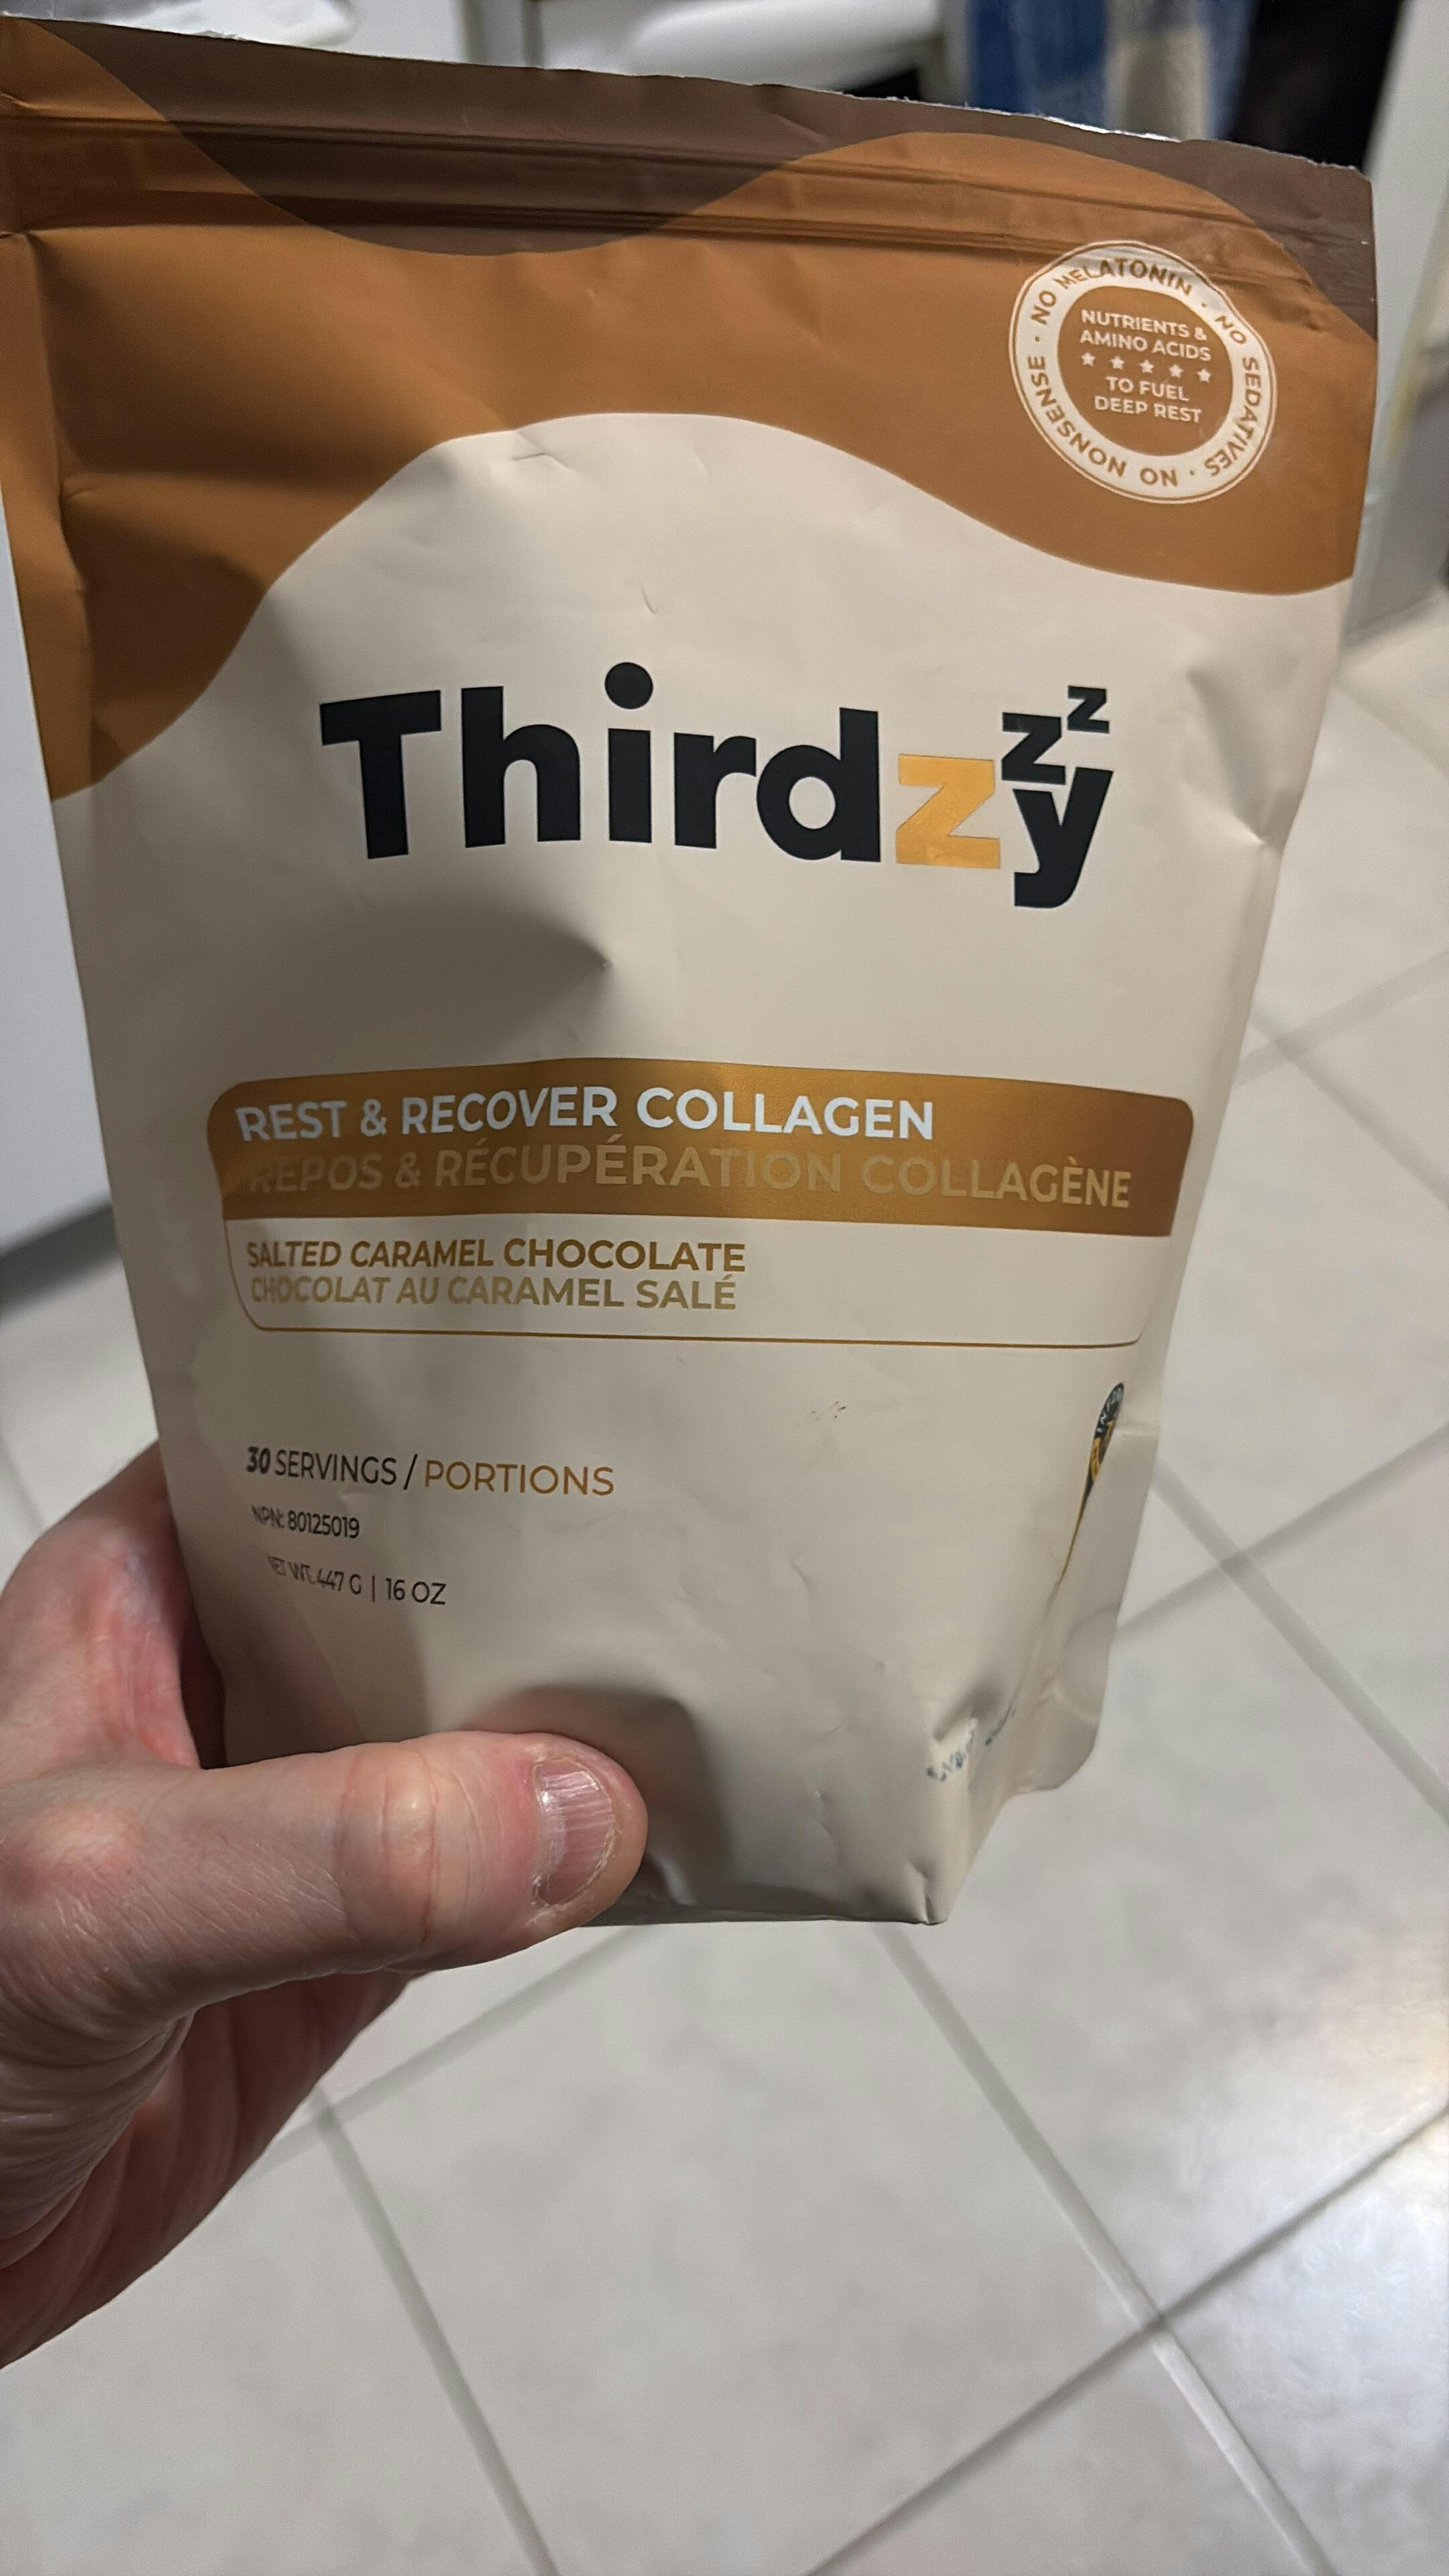 NO MELATONIN · NO SEDATIVES · NO NONSENSE ·
NUTRIENTS &
AMINO ACIDS
TO FUEL
DEEP REST
Thirdzzzy
REST & RECOVER COLLAGEN
REPOS & RÉCUPÉRATION COLLAGÈNE
SALTED CARAMEL CHOCOLATE
CHOCOLAT AU CARAMEL SALÉ
30 SERVINGS / PORTIONS
NPN: 80125019
NET WT. 447 G | 16 OZ